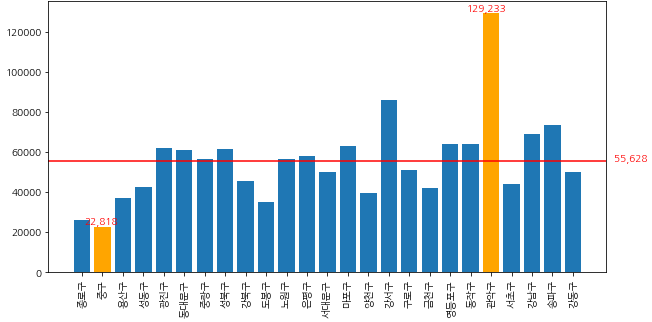 129,233
120000
100000
80000
60000
55,628
40000
22,818
20000
0
종로구
중구
용산구
성동구
광진구
동대문구
중랑구
성북구
강북구
도봉구
노원구
은평구
서대문구
마포구
양천구
강서구
구로구
금천구
영등포구
동작구
관악구
서초구
강남구
송파구
강동구